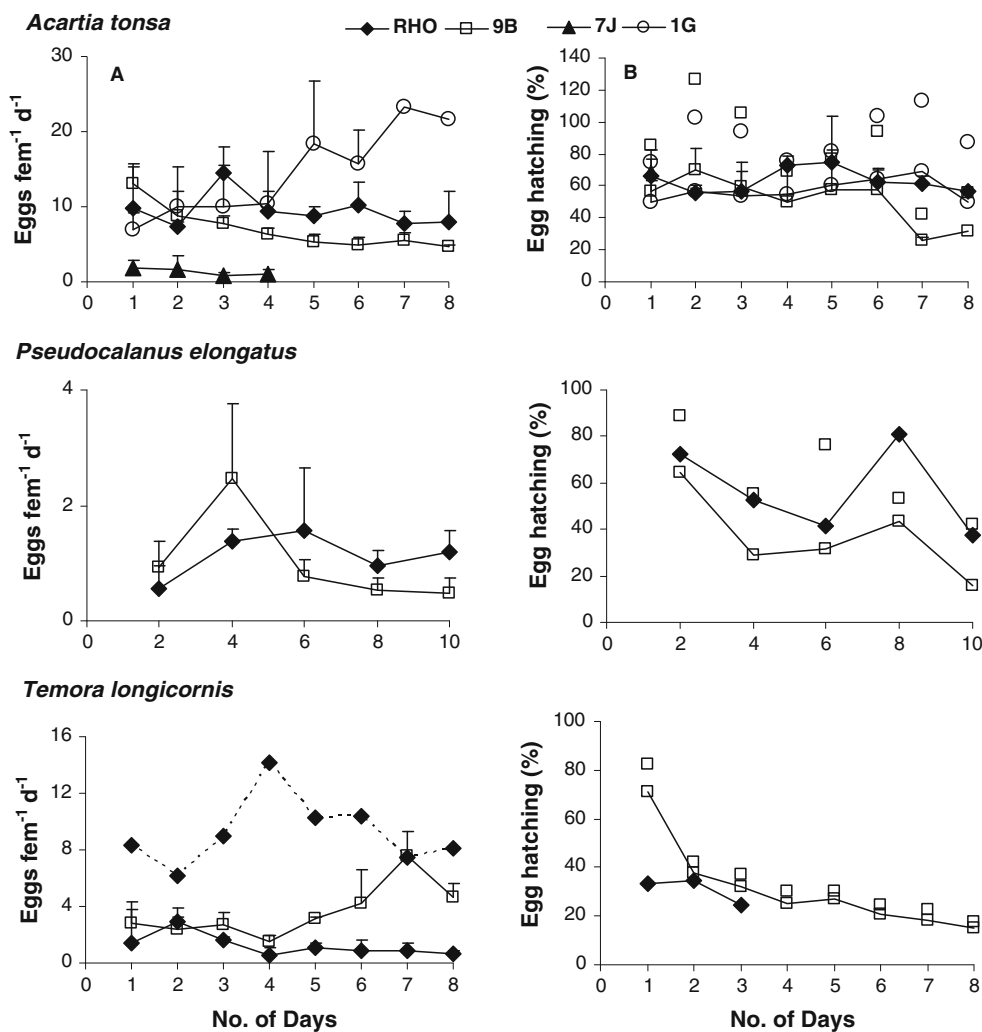 Acartia tonsa
RHO 9B 7J 1G
A
Eggs fem⁻¹ d⁻¹
30
20
10
0
0 1 2 3 4 5 6 7 8
B
Egg hatching (%)
140
120
100
80
60
40
20
0
0 1 2 3 4 5 6 7 8
Pseudocalanus elongatus
Eggs fem⁻¹ d⁻¹
4
2
0
0 2 4 6 8 10
Egg hatching (%)
100
80
60
40
20
0
0 2 4 6 8 10
Temora longicornis
Eggs fem⁻¹ d⁻¹
16
12
8
4
0
0 1 2 3 4 5 6 7 8
No. of Days
Egg hatching (%)
100
80
60
40
20
0
0 1 2 3 4 5 6 7 8
No. of Days